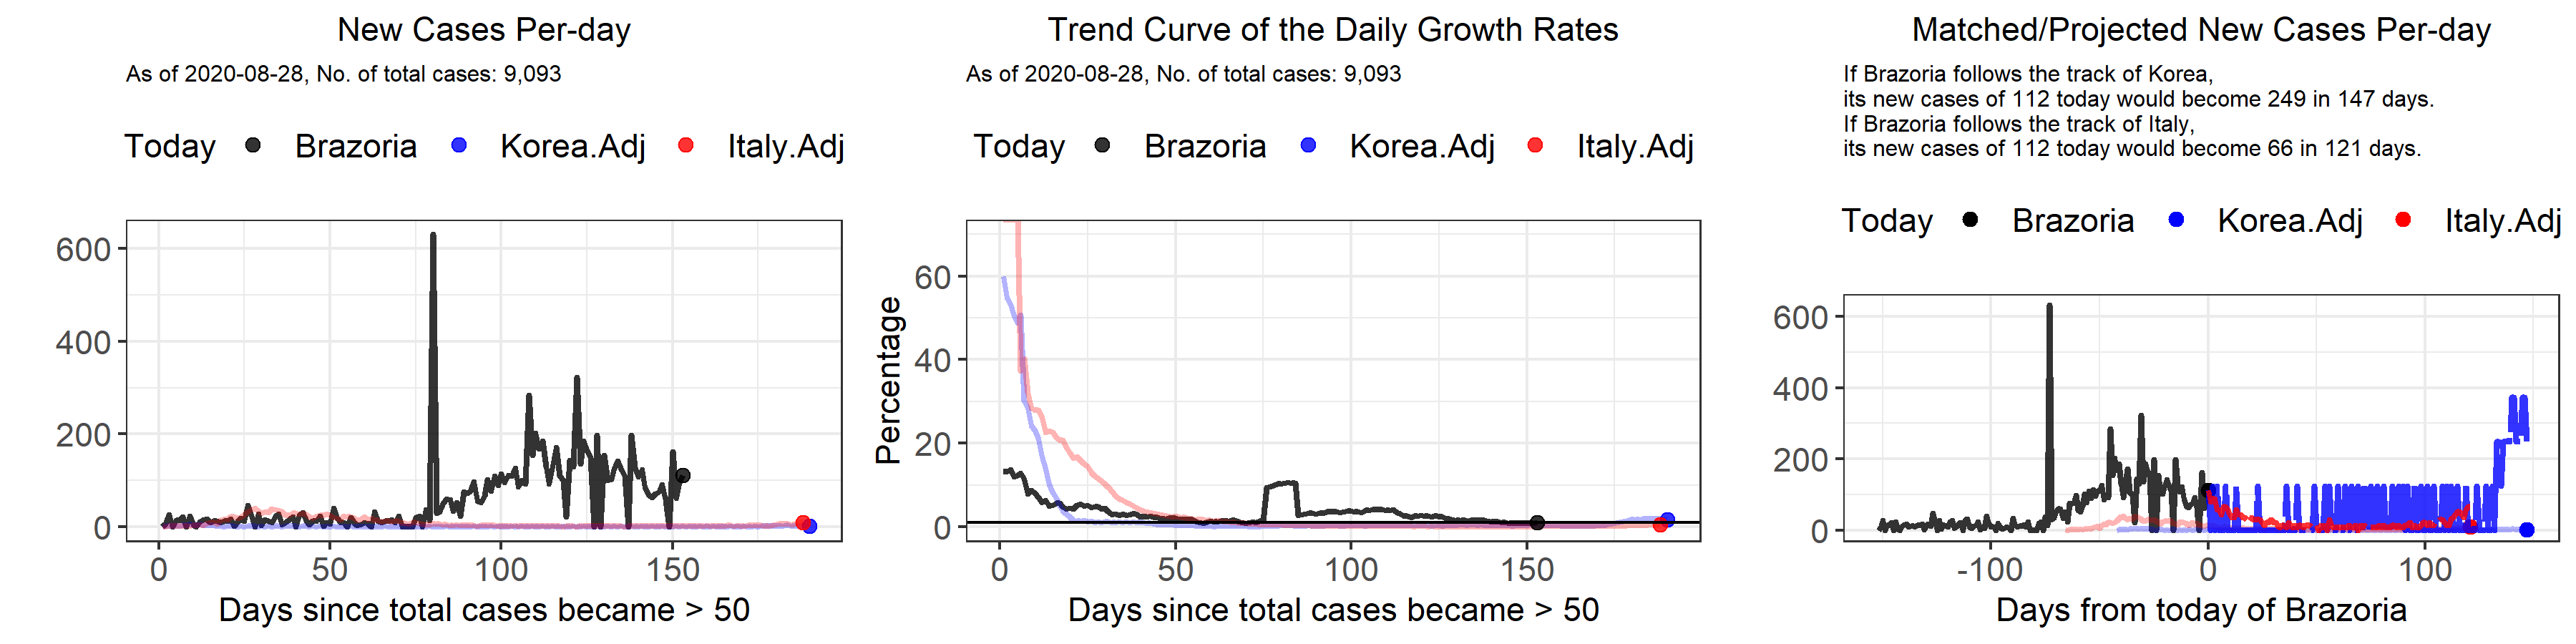 New Cases Per-day
As of 2020-08-28, No. of total cases: 9,093
Today Brazoria Korea.Adj Italy.Adj
600
400
200
0
0 50 100 150
Days since total cases became > 50
Trend Curve of the Daily Growth Rates
As of 2020-08-28, No. of total cases: 9,093
Today Brazoria Korea.Adj Italy.Adj
Percentage
60
40
20
0
0 50 100 150
Days since total cases became > 50
Matched/Projected New Cases Per-day
If Brazoria follows the track of Korea,
its new cases of 112 today would become 249 in 147 days.
If Brazoria follows the track of Italy,
its new cases of 112 today would become 66 in 121 days.
Today Brazoria Korea.Adj Italy.Adj
600
400
200
0
-100 0 100
Days from today of Brazoria